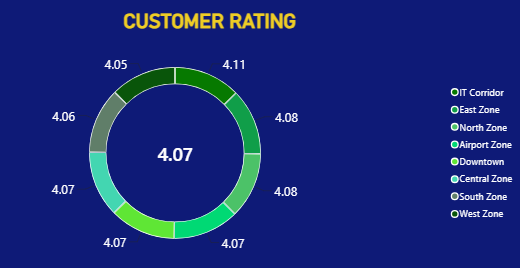 CUSTOMER RATING
4.05
4.11
4.06
4.08
4.07
4.07
4.08
4.07
4.07
IT Corridor
East Zone
North Zone
Airport Zone
Downtown
Central Zone
South Zone
West Zone